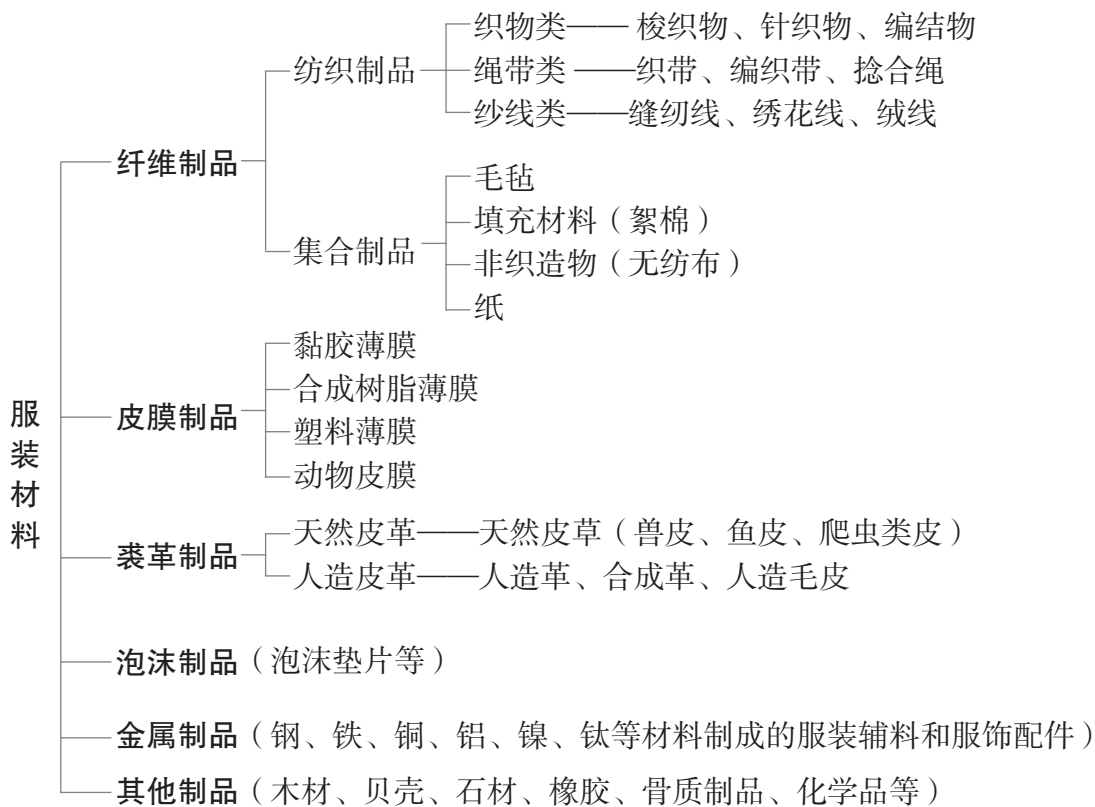 织物类——梭织物、针织物、编结物
纺织制品
绳带类——织带、编织带、捻合绳
纱线类——缝纫线、绣花线、绒线
纤维制品
毛毡
填充材料（絮棉）
集合制品
非织造物（无纺布）
纸
黏胶薄膜
合成树脂薄膜
皮膜制品
塑料薄膜
动物皮膜
服装材料
天然皮革——天然皮草（兽皮、鱼皮、爬虫类皮）
裘革制品
人造皮革——人造革、合成革、人造毛皮
泡沫制品（泡沫垫片等）
金属制品（钢、铁、铜、铝、镍、钛等材料制成的服装辅料和服饰配件）
其他制品（木材、贝壳、石材、橡胶、骨质制品、化学品等）